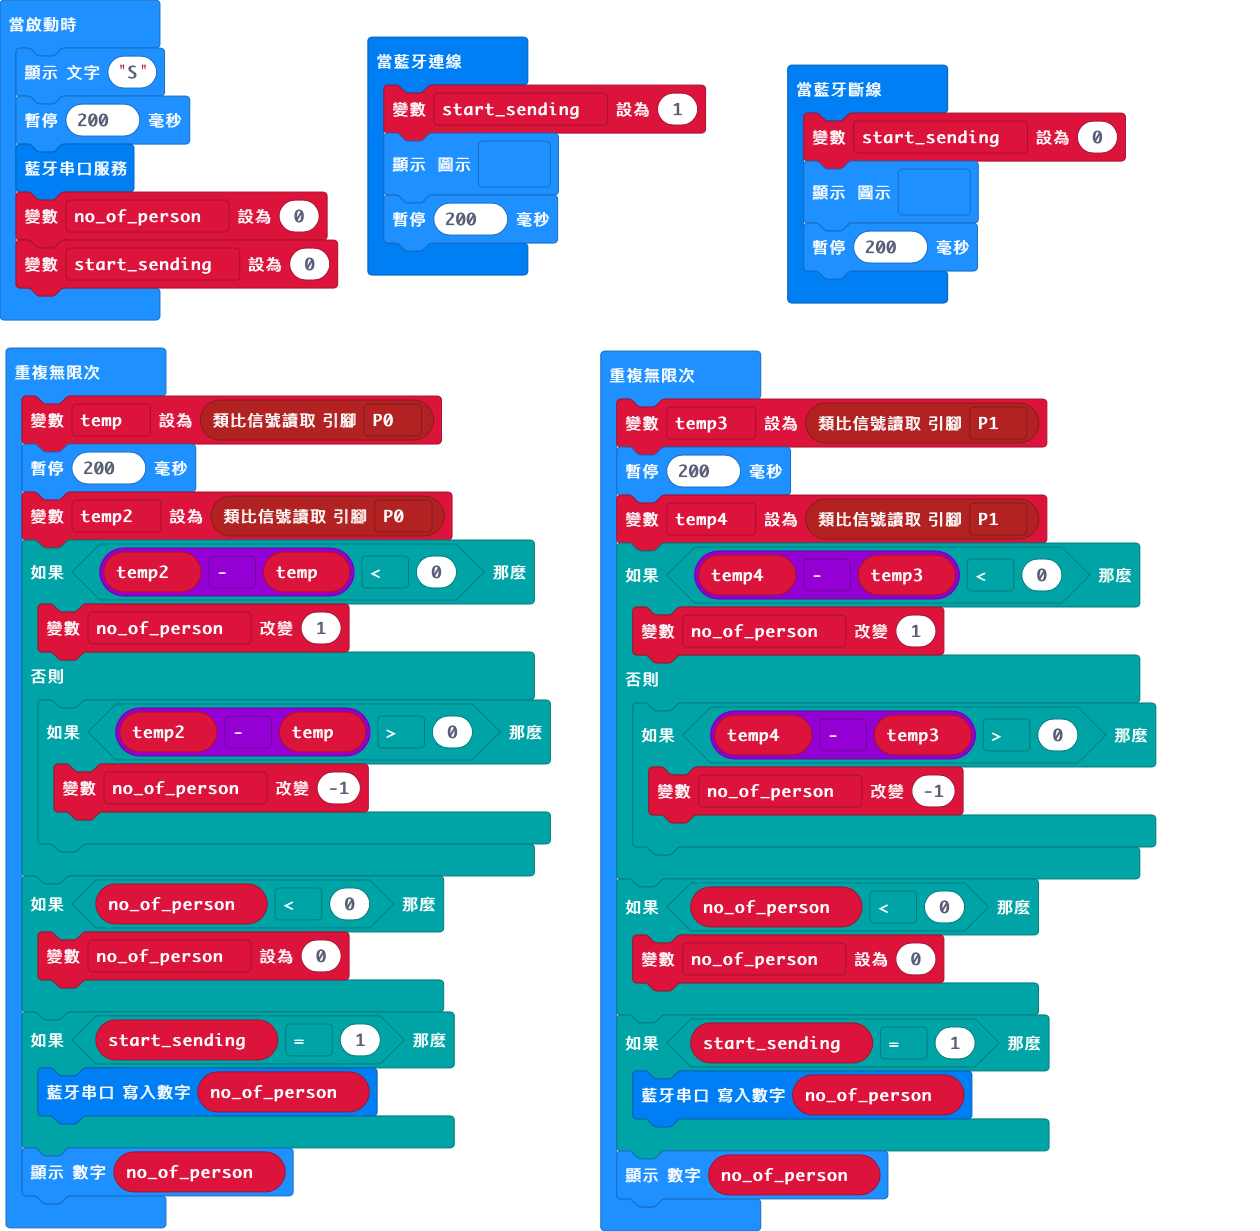 當啟動時
顯示 文字 "S"
暫停 200 毫秒
藍牙串口服務
變數 no_of_person 設為 0
變數 start_sending 設為 0
當藍牙連線
變數 start_sending 設為 1
顯示 圖示
暫停 200 毫秒
當藍牙斷線
變數 start_sending 設為 0
顯示 圖示
暫停 200 毫秒
重複無限次
變數 temp 設為 類比信號讀取 引腳 P0
暫停 200 毫秒
變數 temp2 設為 類比信號讀取 引腳 P0
如果 temp2 - temp < 0 那麼
變數 no_of_person 改變 1
否則
如果 temp2 - temp > 0 那麼
變數 no_of_person 改變 -1
如果 no_of_person < 0 那麼
變數 no_of_person 設為 0
如果 start_sending = 1 那麼
藍牙串口 寫入數字 no_of_person
顯示 數字 no_of_person
重複無限次
變數 temp3 設為 類比信號讀取 引腳 P1
暫停 200 毫秒
變數 temp4 設為 類比信號讀取 引腳 P1
如果 temp4 - temp3 < 0 那麼
變數 no_of_person 改變 1
否則
如果 temp4 - temp3 > 0 那麼
變數 no_of_person 改變 -1
如果 no_of_person < 0 那麼
變數 no_of_person 設為 0
如果 start_sending = 1 那麼
藍牙串口 寫入數字 no_of_person
顯示 數字 no_of_person